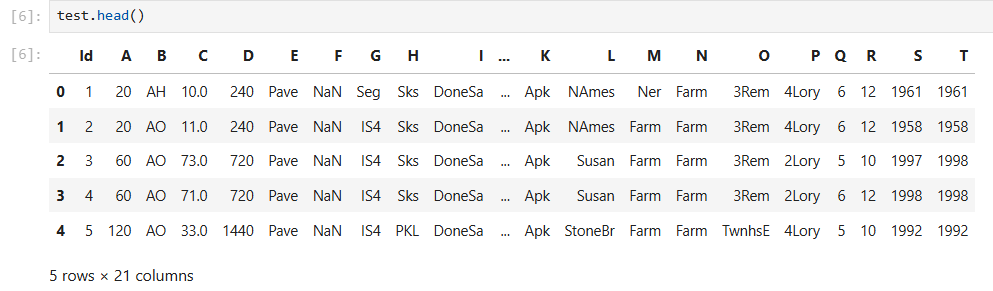 [6]: test.head()
[6]: Id A B C D E F G H I ... K L M N O P Q R S T
0 1 20 AH 10.0 240 Pave NaN Seg Sks DoneSa ... Apk NAmes Ner Farm 3Rem 4Lory 6 12 1961 1961
1 2 20 AO 11.0 240 Pave NaN IS4 Sks DoneSa ... Apk NAmes Farm Farm 3Rem 4Lory 6 12 1958 1958
2 3 60 AO 73.0 720 Pave NaN IS4 Sks DoneSa ... Apk Susan Farm Farm 3Rem 2Lory 5 10 1997 1998
3 4 60 AO 71.0 720 Pave NaN IS4 Sks DoneSa ... Apk Susan Farm Farm 3Rem 2Lory 6 12 1998 1998
4 5 120 AO 33.0 1440 Pave NaN IS4 PKL DoneSa ... Apk StoneBr Farm Farm TwnhsE 4Lory 5 10 1992 1992
5 rows × 21 columns